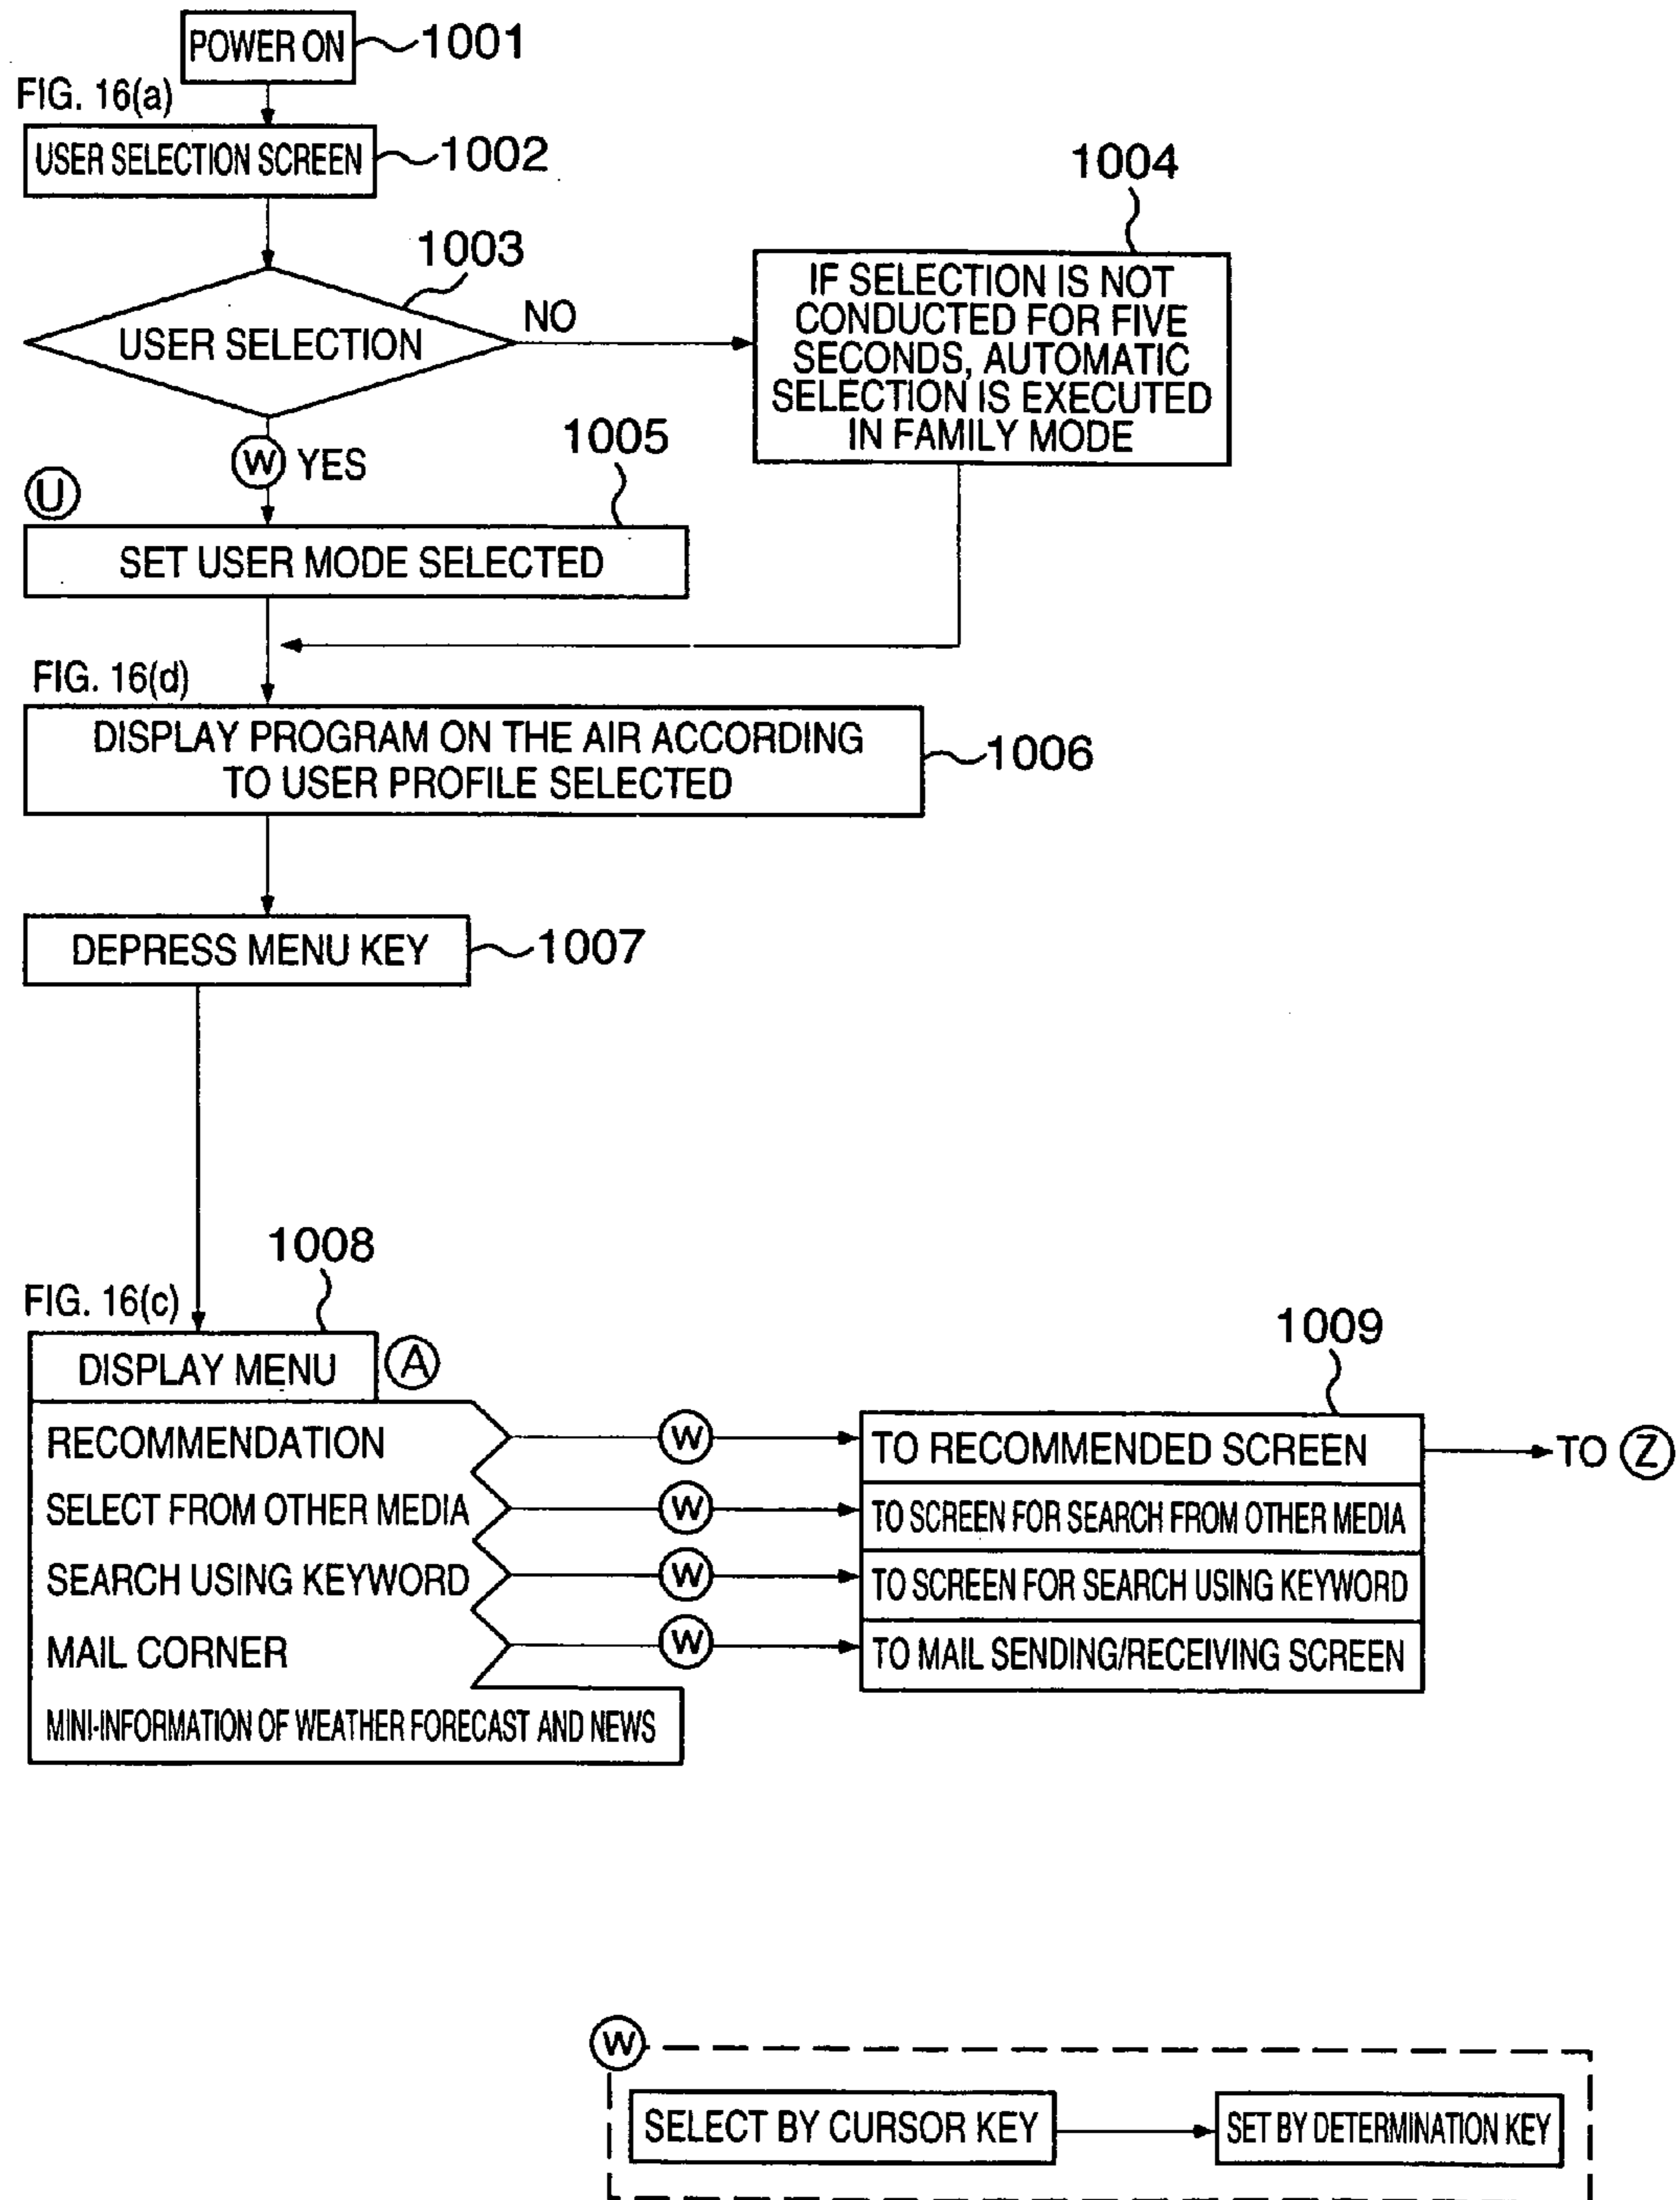 POWER ON
1001
FIG. 16(a)
USER SELECTION SCREEN
1002
1003
USER SELECTION
NO
1004
IF SELECTION IS NOT
CONDUCTED FOR FIVE
SECONDS, AUTOMATIC
SELECTION IS EXECUTED
IN FAMILY MODE
W YES
U
1005
SET USER MODE SELECTED
FIG. 16(d)
DISPLAY PROGRAM ON THE AIR ACCORDING
TO USER PROFILE SELECTED
1006
DEPRESS MENU KEY
1007
1008
FIG. 16(c)
DISPLAY MENU
A
1009
RECOMMENDATION
W
TO RECOMMENDED SCREEN
TO Z
SELECT FROM OTHER MEDIA
W
TO SCREEN FOR SEARCH FROM OTHER MEDIA
SEARCH USING KEYWORD
W
TO SCREEN FOR SEARCH USING KEYWORD
MAIL CORNER
W
TO MAIL SENDING/RECEIVING SCREEN
MINI-INFORMATION OF WEATHER FORECAST AND NEWS
W
SELECT BY CURSOR KEY
SET BY DETERMINATION KEY